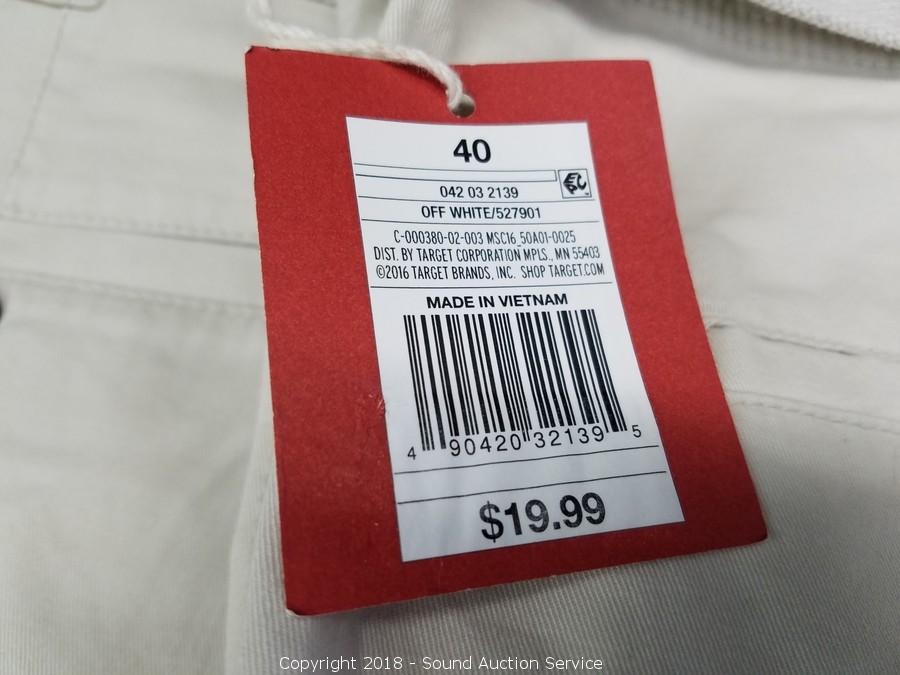 40
042 03 2139
OFF WHITE/527901
C-000380-02-003 MSC16_50A01-0025
DIST. BY TARGET CORPORATION MPLS., MN 55403
©2016 TARGET BRANDS, INC. SHOP TARGET.COM
MADE IN VIETNAM
4 90420 32139 5
$19.99
Copyright 2018 - Sound Auction Service